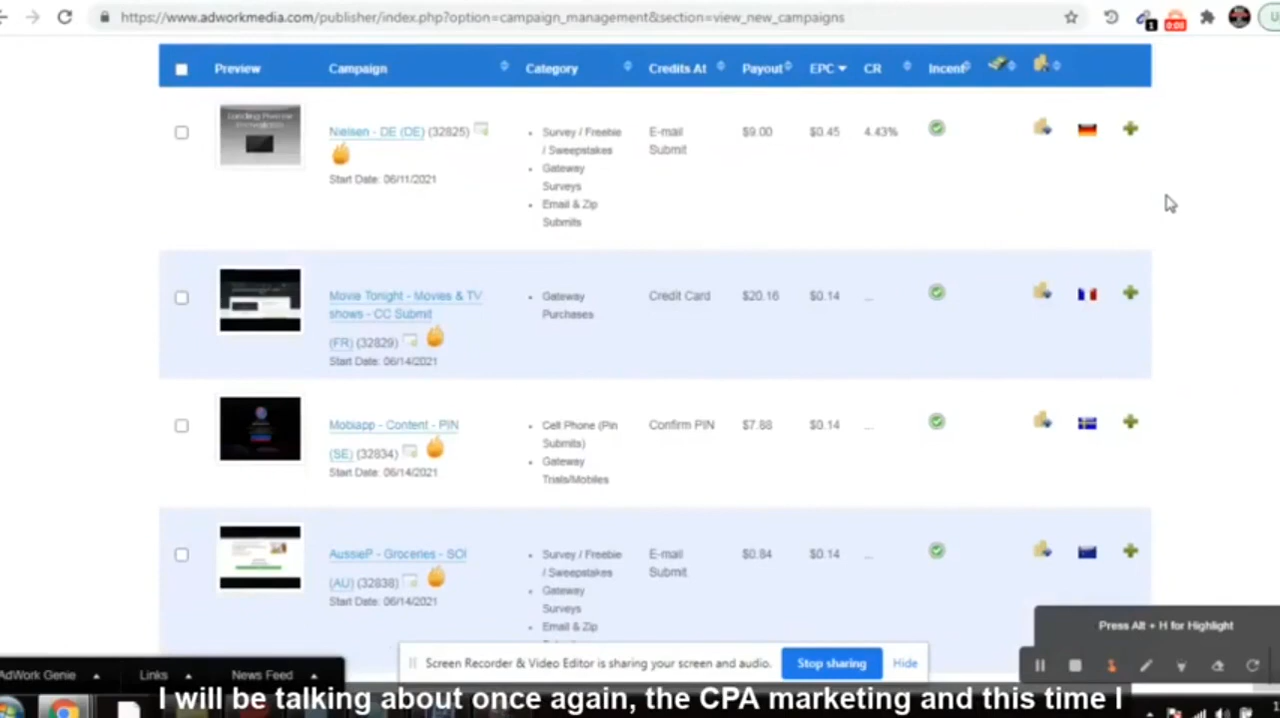 https://www.adworkmedia.com/publisher/index.php?option=campaign_management&section=view_new_campaigns
1
0:05
Preview Campaign Category Credits At Payout EPC CR Incent
Nielsen - DE (DE) (32825)
Start Date: 06/11/2021
Survey / Freebie
/ Sweepstakes
Gateway
Surveys
Email & Zip
Submits
E-mail
Submit
$9.00
$0.45
4.43%
Movie Tonight - Movies & TV
shows - CC Submit
(FR) (32829)
Start Date: 06/14/2021
Gateway
Purchases
Credit Card
$20.16
$0.14
...
Mobiapp - Content - PIN
(SE) (32834)
Start Date: 06/14/2021
Cell Phone (Pin
Submits)
Gateway
Trials/Mobiles
Confirm PIN
$7.88
$0.14
...
AussieP - Groceries - SOI
(AU) (32838)
Start Date: 06/14/2021
Survey / Freebie
/ Sweepstakes
Gateway
Surveys
Email & Zip
E-mail
Submit
$0.84
$0.14
...
Press Alt + H for Highlight
Screen Recorder & Video Editor is sharing your screen and audio. Stop sharing Hide
AdWork Genie Links News Feed
I will be talking about once again, the CPA marketing and this time I